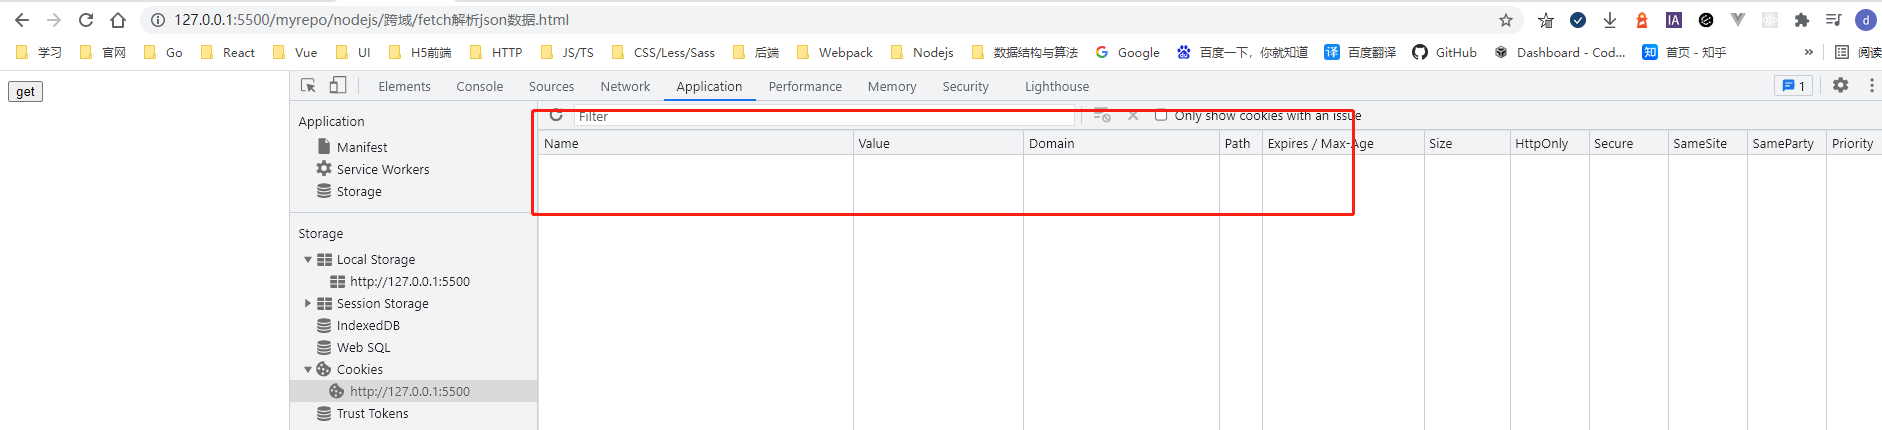 127.0.0.1:5500/myrepo/nodejs/跨域/fetch解析json数据.html
IA
d
学习 官网 Go React Vue UI H5前端 HTTP JS/TS CSS/Less/Sass 后端 Webpack Nodejs 数据结构与算法 Google 百度一下，你就知道 译 百度翻译 GitHub Dashboard - Cod... 知 首页 - 知乎 » 阅读
get
Elements Console Sources Network Application Performance Memory Security Lighthouse 1
Application
Manifest
Service Workers
Storage
Storage
Local Storage
http://127.0.0.1:5500
Session Storage
IndexedDB
Web SQL
Cookies
http://127.0.0.1:5500
Trust Tokens
Filter Only show cookies with an issue
Name Value Domain Path Expires / Max-Age Size HttpOnly Secure SameSite SameParty Priority